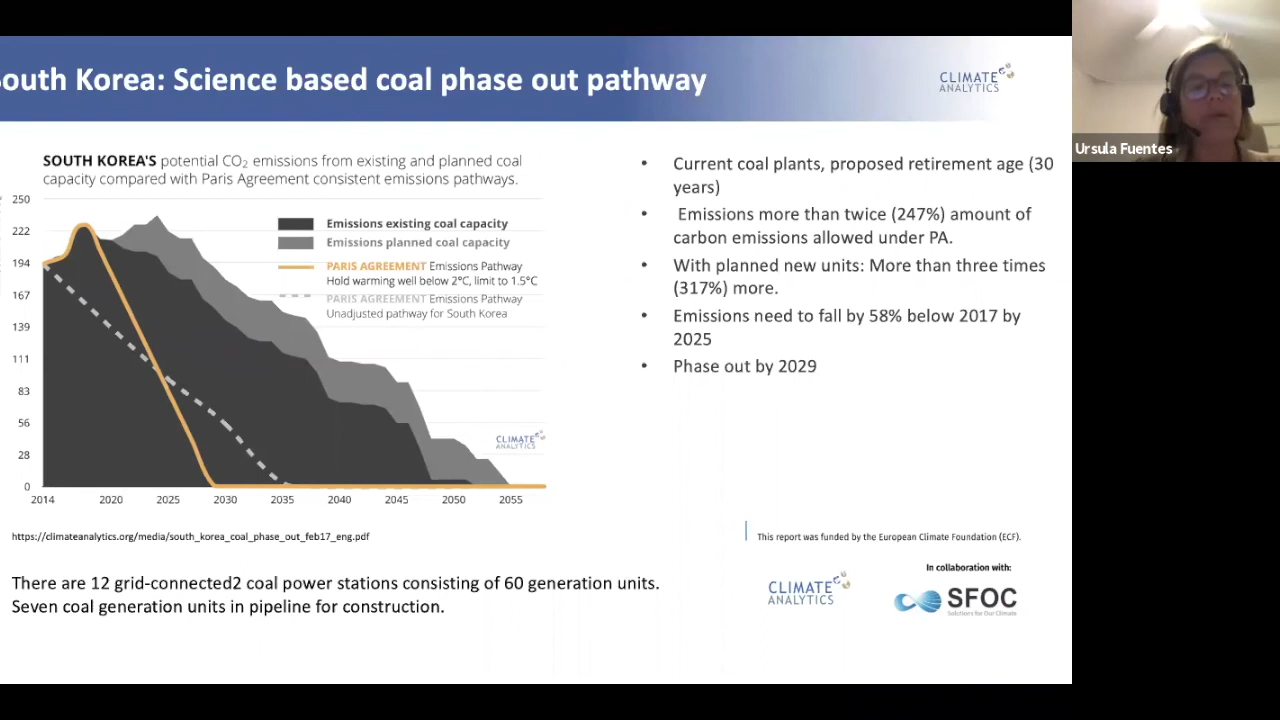 South Korea: Science based coal phase out pathway
CLIMATE
ANALYTICS
Ursula Fuentes
SOUTH KOREA'S potential CO₂ emissions from existing and planned coal
capacity compared with Paris Agreement consistent emissions pathways.
250
222
194
167
139
111
83
56
28
0
Emissions existing coal capacity
Emissions planned coal capacity
PARIS AGREEMENT Emissions Pathway
Hold warming well below 2°C, limit to 1.5°C
PARIS AGREEMENT Emissions Pathway
Unadjusted pathway for South Korea
CLIMATE
ANALYTICS
2014 2020 2025 2030 2035 2040 2045 2050 2055
• Current coal plants, proposed retirement age (30
years)
• Emissions more than twice (247%) amount of
carbon emissions allowed under PA.
• With planned new units: More than three times
(317%) more.
• Emissions need to fall by 58% below 2017 by
2025
• Phase out by 2029
https://climateanalytics.org/media/south_korea_coal_phase_out_feb17_eng.pdf
This report was funded by the European Climate Foundation (ECF).
There are 12 grid-connected2 coal power stations consisting of 60 generation units.
Seven coal generation units in pipeline for construction.
In collaboration with:
CLIMATE
ANALYTICS
SFOC
Solutions for Our Climate